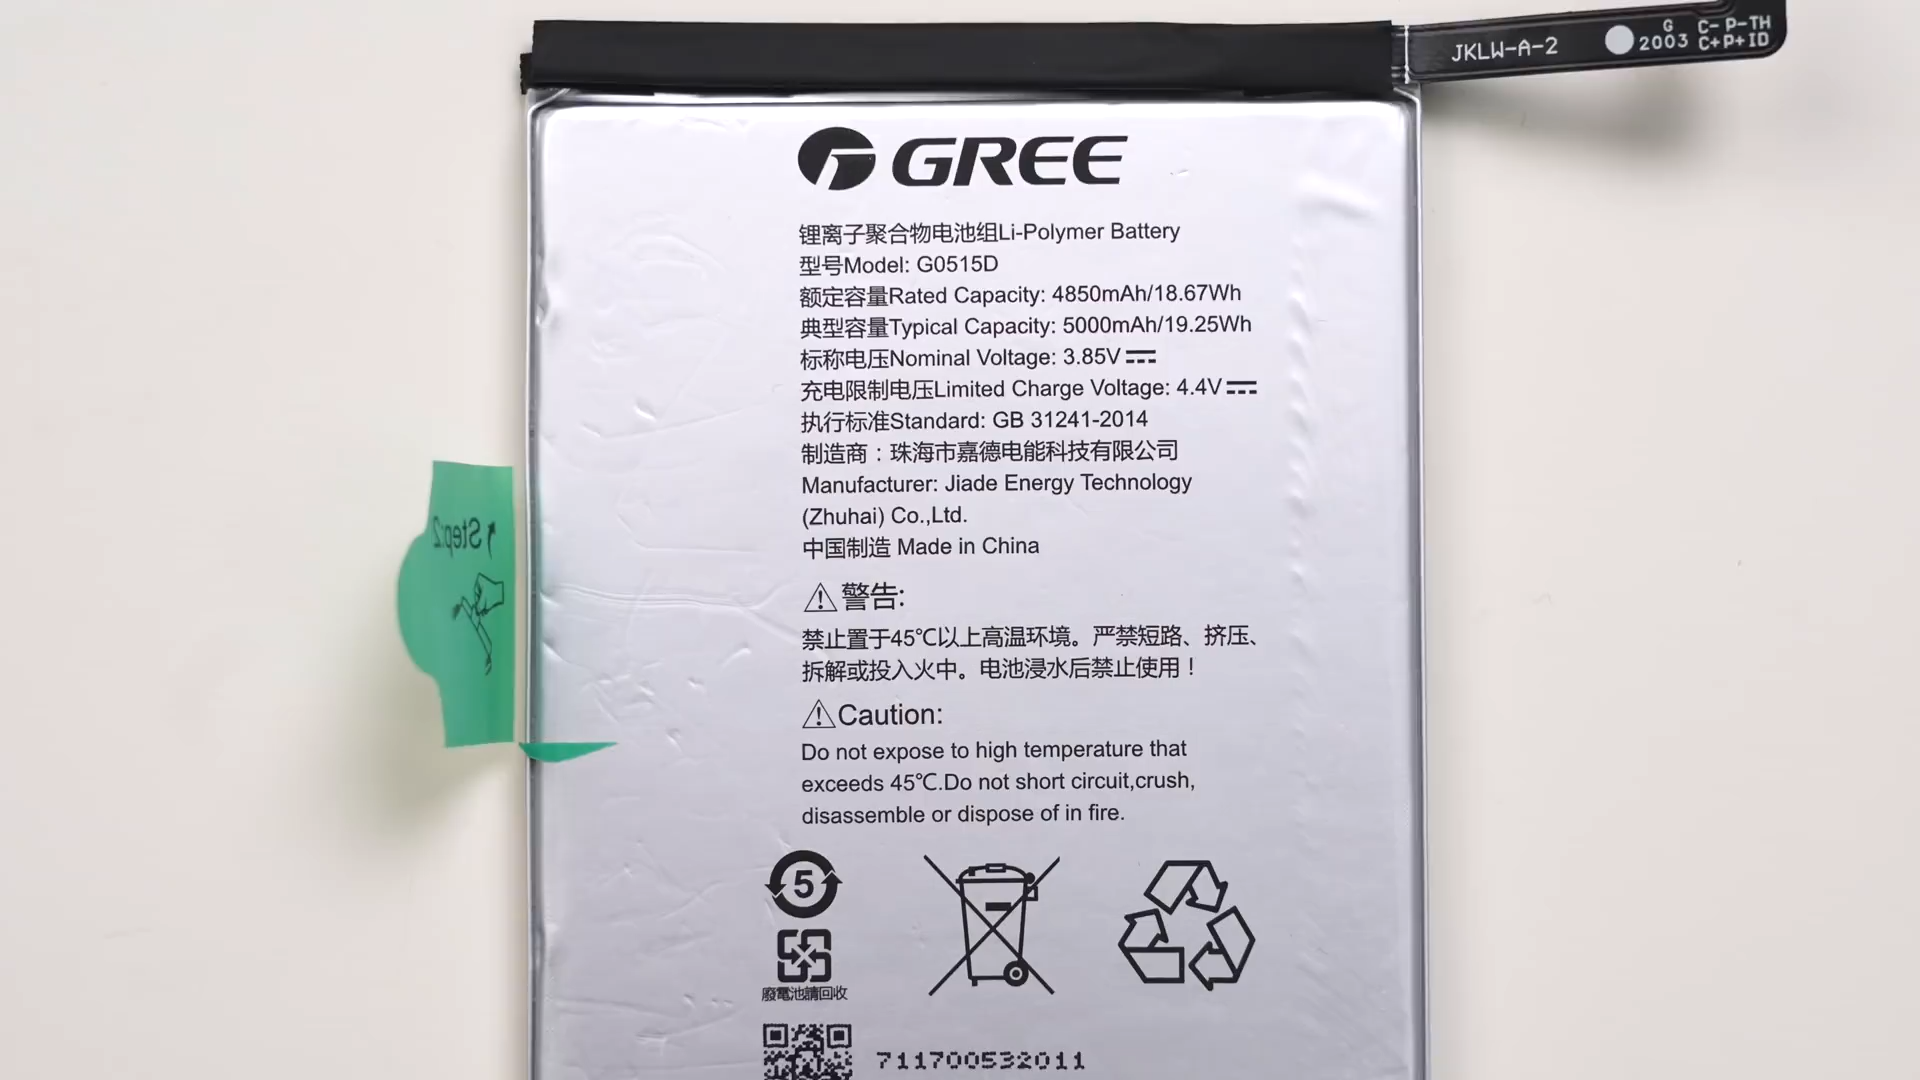 JKLW-A-2
G
2003
C- P-TH
C+P+ID
GREE
锂离子聚合物电池组Li-Polymer Battery
型号Model: G0515D
额定容量Rated Capacity: 4850mAh/18.67Wh
典型容量Typical Capacity: 5000mAh/19.25Wh
标称电压Nominal Voltage: 3.85V
充电限制电压Limited Charge Voltage: 4.4V
执行标准Standard: GB 31241-2014
制造商：珠海市嘉德电能科技有限公司
Manufacturer: Jiade Energy Technology
(Zhuhai) Co.,Ltd.
中国制造 Made in China
Step:2
警告:
禁止置于45℃以上高温环境。严禁短路、挤压、
拆解或投入火中。电池浸水后禁止使用！
Caution:
Do not expose to high temperature that
exceeds 45℃.Do not short circuit,crush,
disassemble or dispose of in fire.
5
廢電池請回收
711700532011